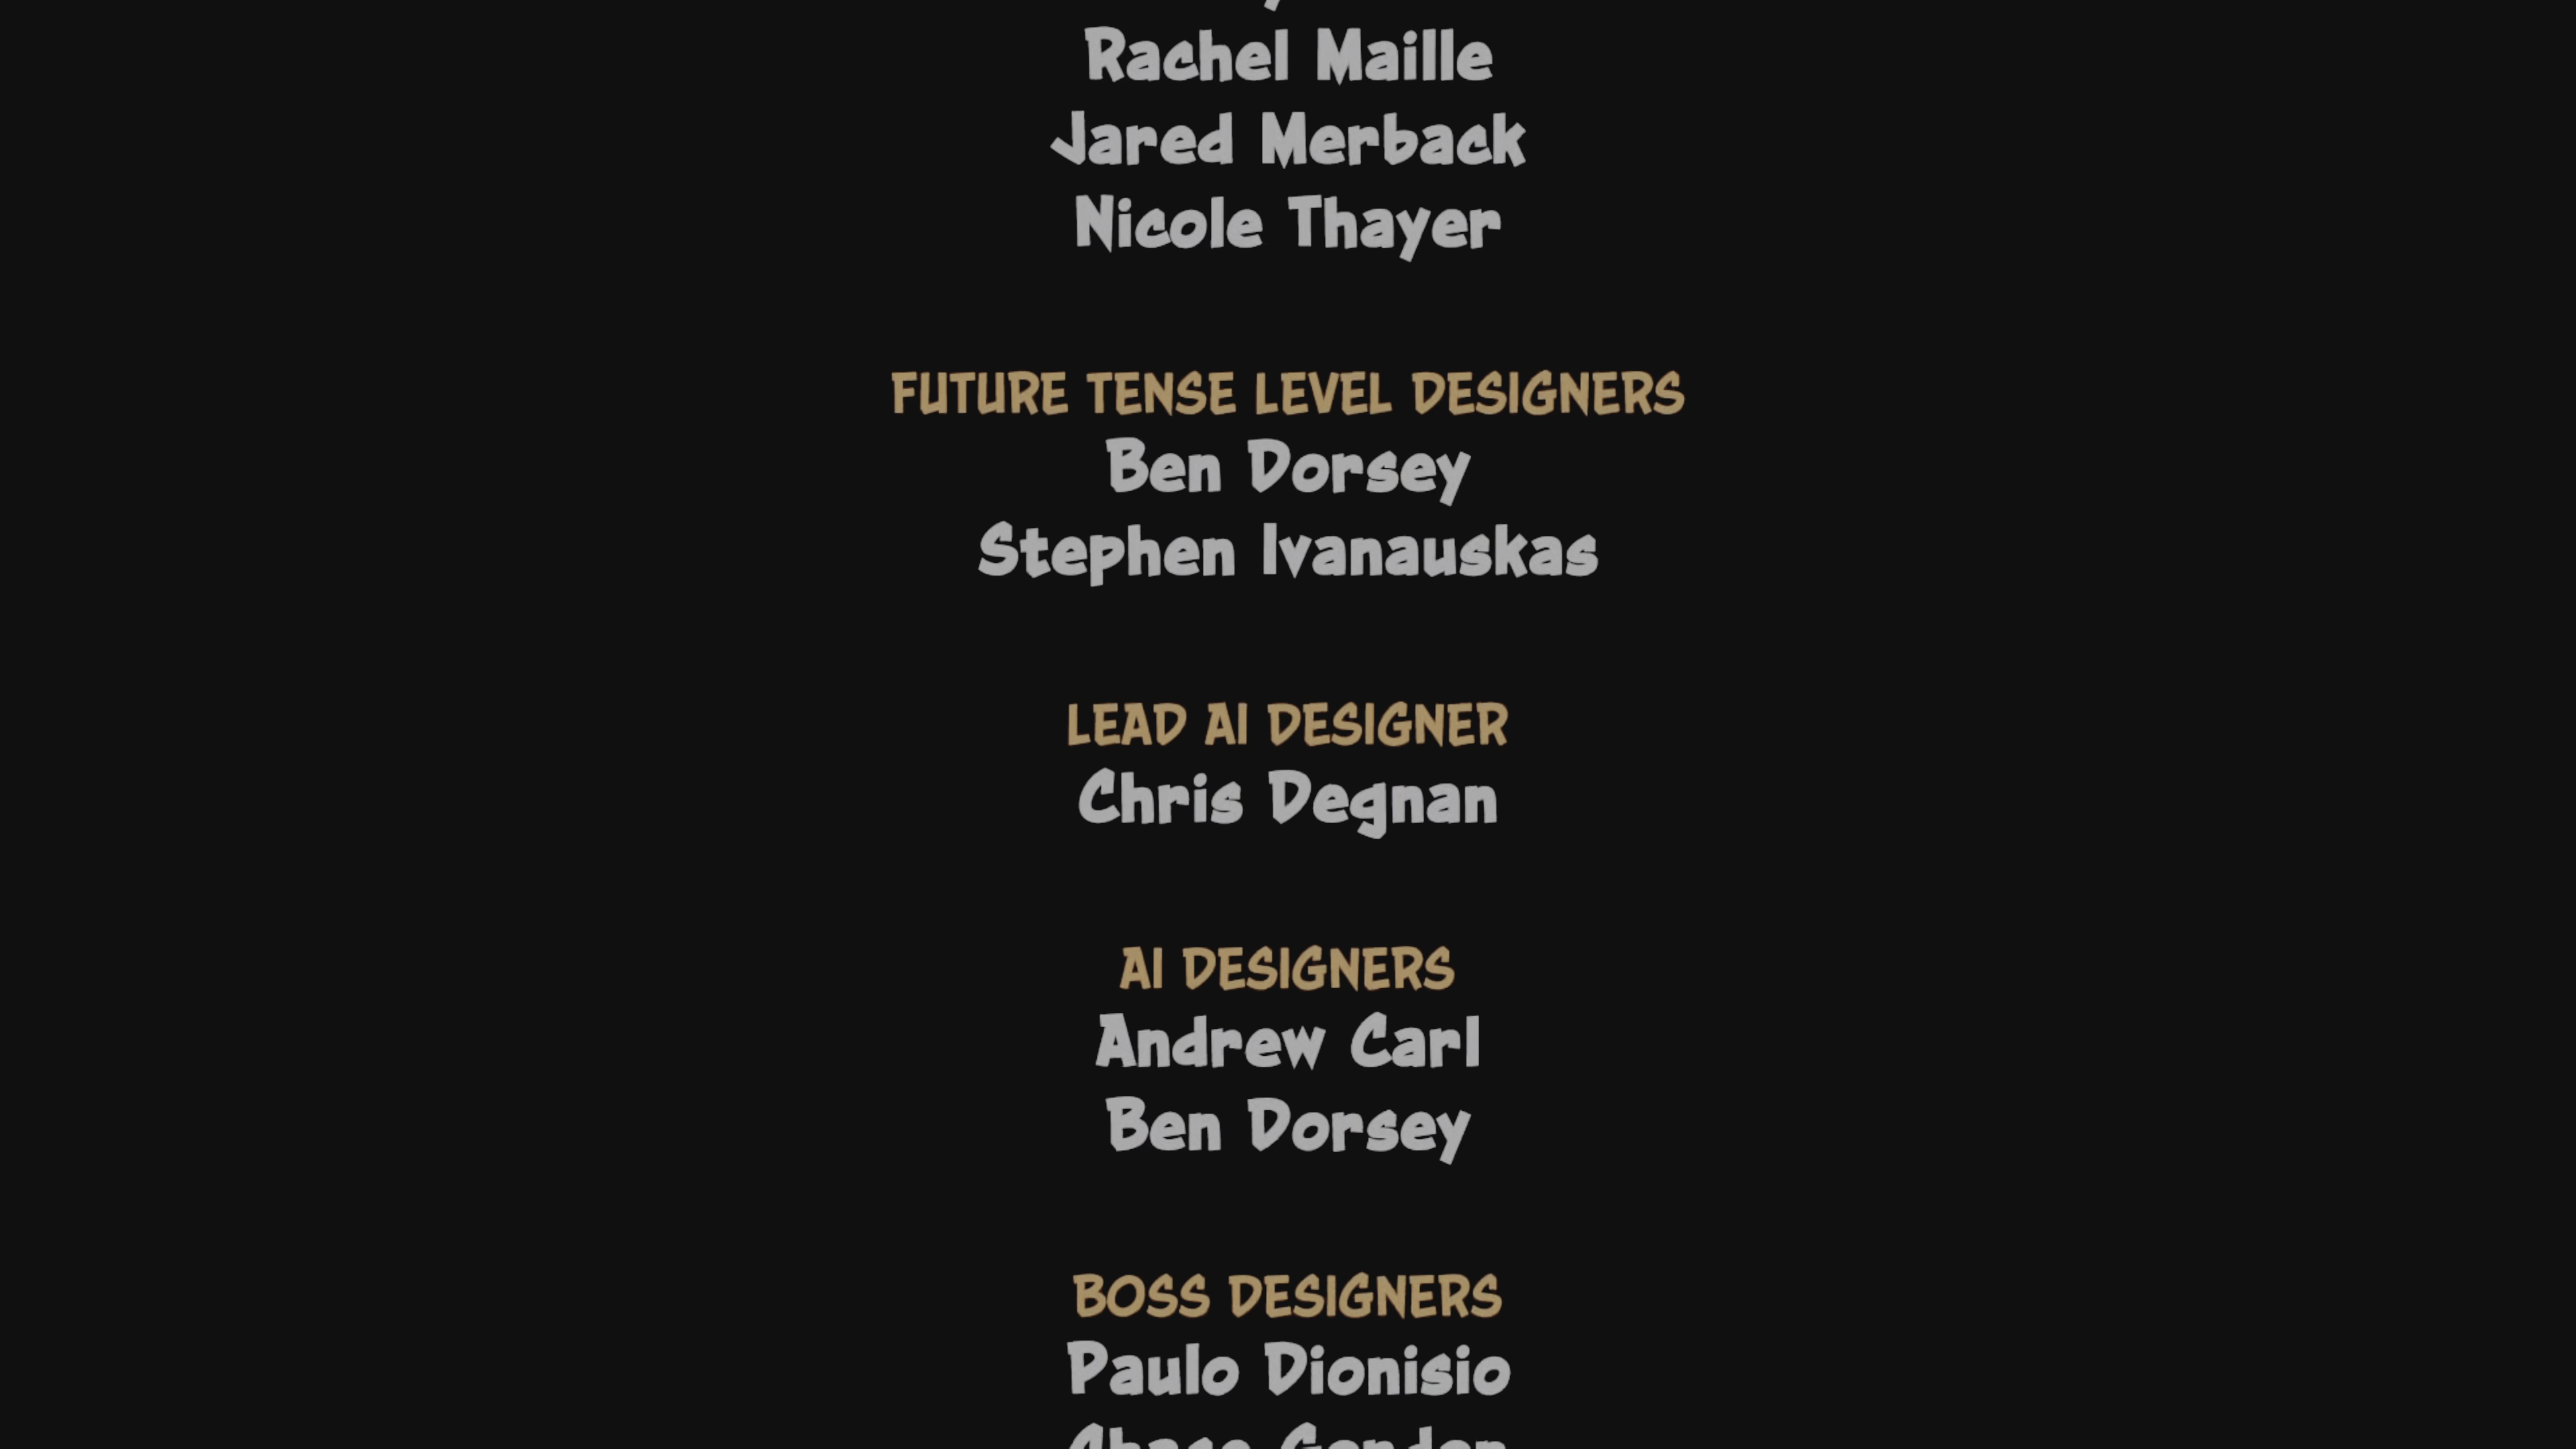 Rachel Maille
Jared Merback
Nicole Thayer
FUTURE TENSE LEVEL DESIGNERS
Ben Dorsey
Stephen Ivanauskas
LEAD AI DESIGNER
Chris Degnan
AI DESIGNERS
Andrew Carl
Ben Dorsey
BOSS DESIGNERS
Paulo Dionisio